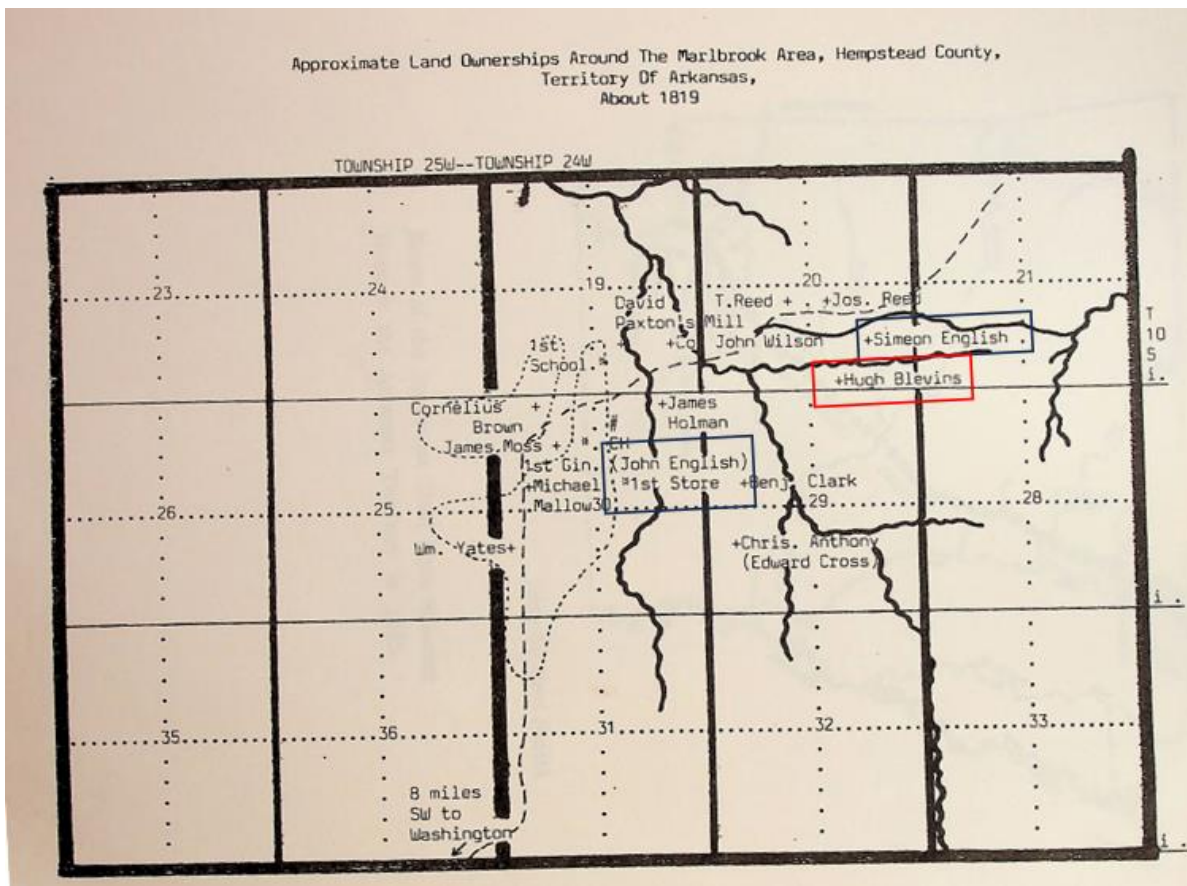 Approximate Land Ownerships Around The Marlbrook Area, Hempstead County,
Territory Of Arkansas,
About 1819
TOWNSHIP 25W--TOWNSHIP 24W
23
24
19
20
21
David
Paxton's Mill
T.Reed +
+Jos. Reed
T
10
S
i.
1st
School.
+Co John Wilson
+Simeon English
+Hugh Blevins
Cornelius +
Brown
James.Moss +
#
CH
+James
Holman
1st Gin.
(John English)
+Michael
Mallow
*1st Store
+Benj. Clark
26
25
30
29
28
Wm. Yates+
+Chris. Anthony
(Edward Cross)
i.
35
36
31
32
33
8 miles
SW to
Washington
i.